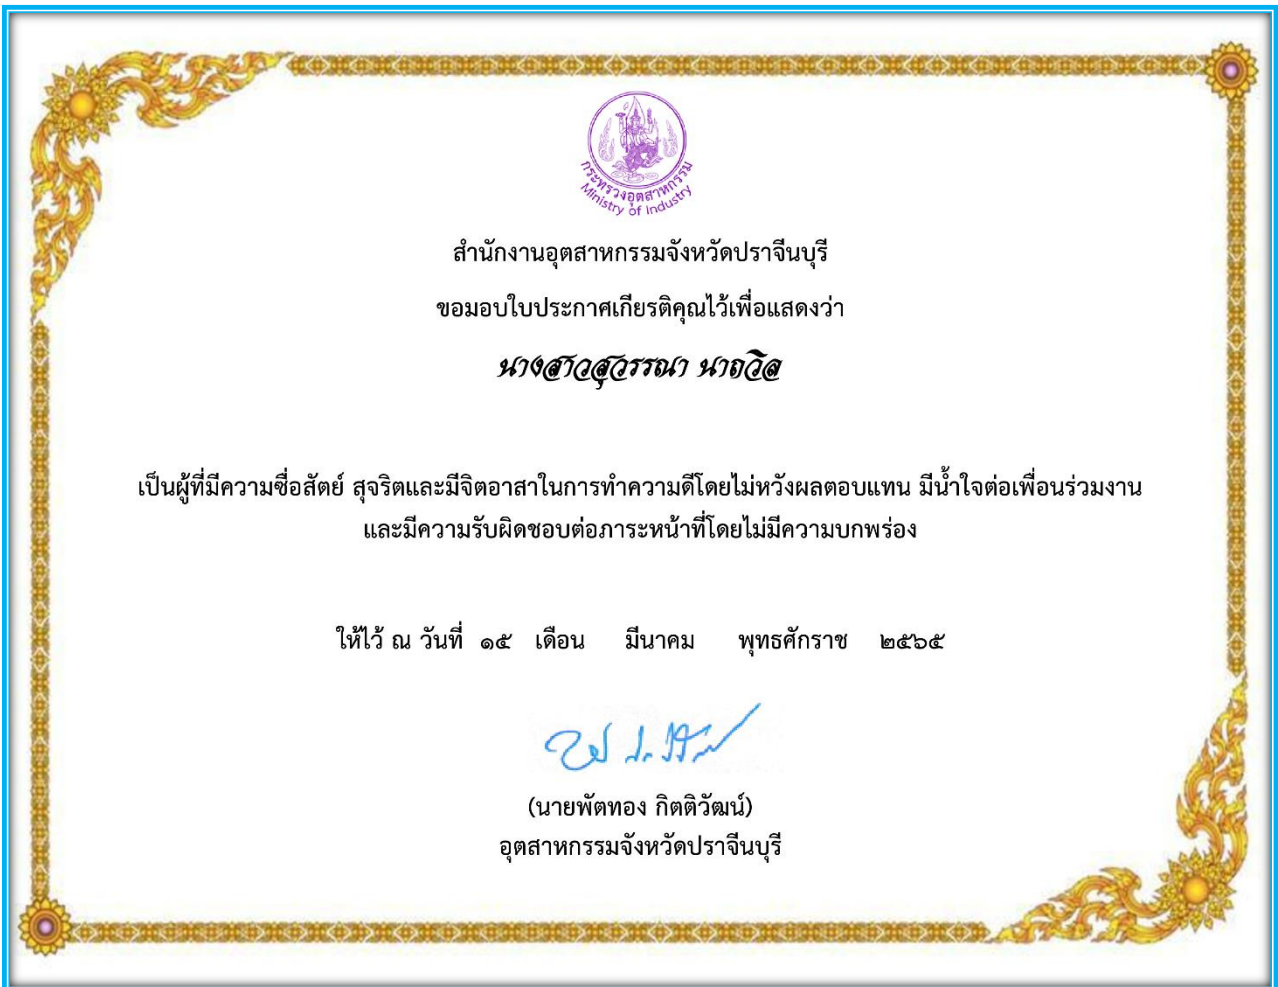 กระทรวงอุตสาหกรรม
Ministry of Industry
สำนักงานอุตสาหกรรมจังหวัดปราจีนบุรี
ขอมอบใบประกาศเกียรติคุณไว้เพื่อแสดงว่า
นางสาวสุวรรณา นาถวิล
เป็นผู้ที่มีความซื่อสัตย์ สุจริตและมีจิตอาสาในการทำความดีโดยไม่หวังผลตอบแทน มีน้ำใจต่อเพื่อนร่วมงาน
และมีความรับผิดชอบต่อภาระหน้าที่โดยไม่มีความบกพร่อง
ให้ไว้ ณ วันที่ ๑๕ เดือน มีนาคม พุทธศักราช ๒๕๖๕
(นายพัตทอง กิตติวัฒน์)
อุตสาหกรรมจังหวัดปราจีนบุรี